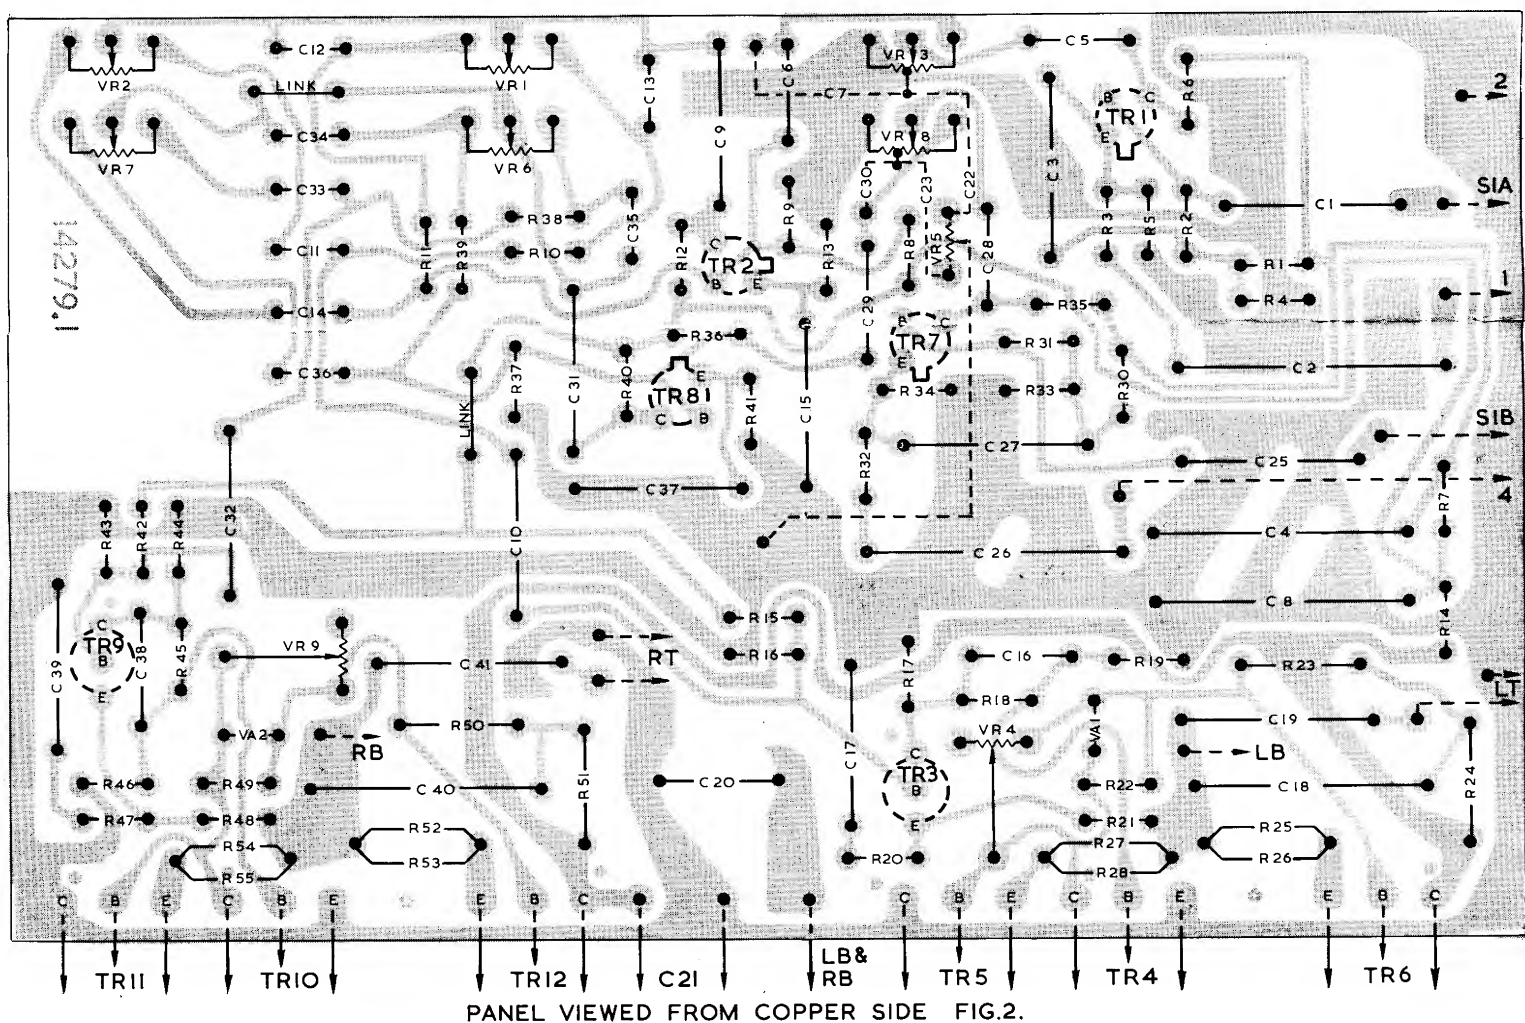 C12
C5
VR2
VR1
VR3
C13
C6
R6
LINK
C7
2
C9
B C
TR1
E
C34
VR7
VR6
VR8
C3
C33
C30
C23
C22
S1A
R38
C35
R9
R3
R5
R2
C1
14279.1
C11
R11
R39
R10
R12
C
TR2
B E
R13
R8
VR5
C28
R1
1
C14
R35
R4
R36
C29
B C
TR7
E
R31
C36
R37
C31
R40
E
TR8
C B
R41
C15
R34
R33
R30
C2
LINK
S1B
R32
C27
C25
C37
4
R7
C32
R43
R42
R44
C10
C26
C4
C8
R14
C
TR9
B
E
C39
C38
R45
VR9
C41
RT
R15
R16
R17
C16
R19
R23
LT
R18
VA2
RB
R50
R51
C17
VR4
VA1
LB
C19
R24
R46
R49
C40
C20
C
TR3
B
E
R22
C18
R47
R48
R52
R21
R25
R54
R53
R20
R27
R26
R55
R28
C B E C B E E B C C B E C B E E B C
TR11 TR10 TR12 C21 LB&
RB TR5 TR4 TR6
PANEL VIEWED FROM COPPER SIDE FIG.2.